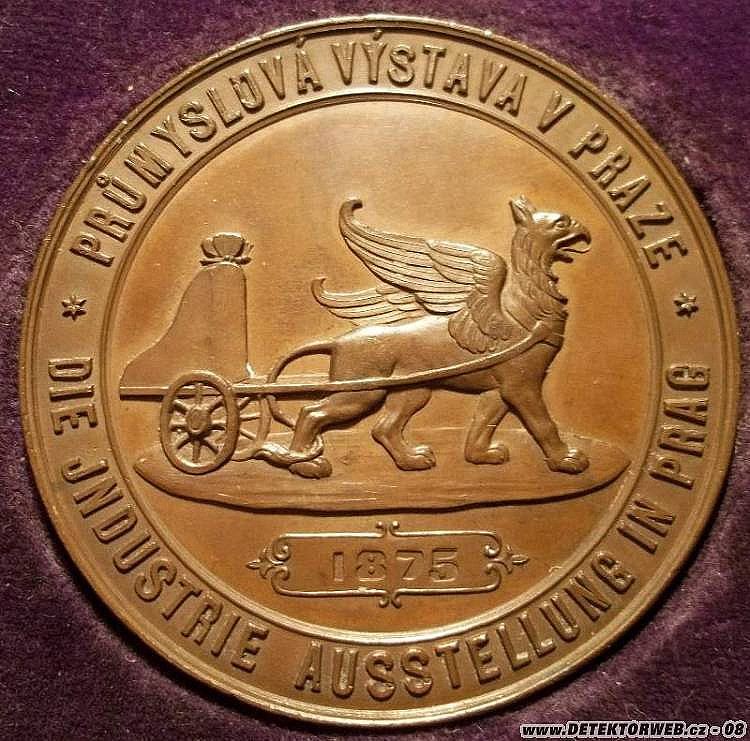 PRŮMYSLOVÁ VÝSTAVA V PRAZE
* DIE JNDUSTRIE AUSSTELLUNG IN PRAG *
1875
www.DETEKTORWEB.cz - 08